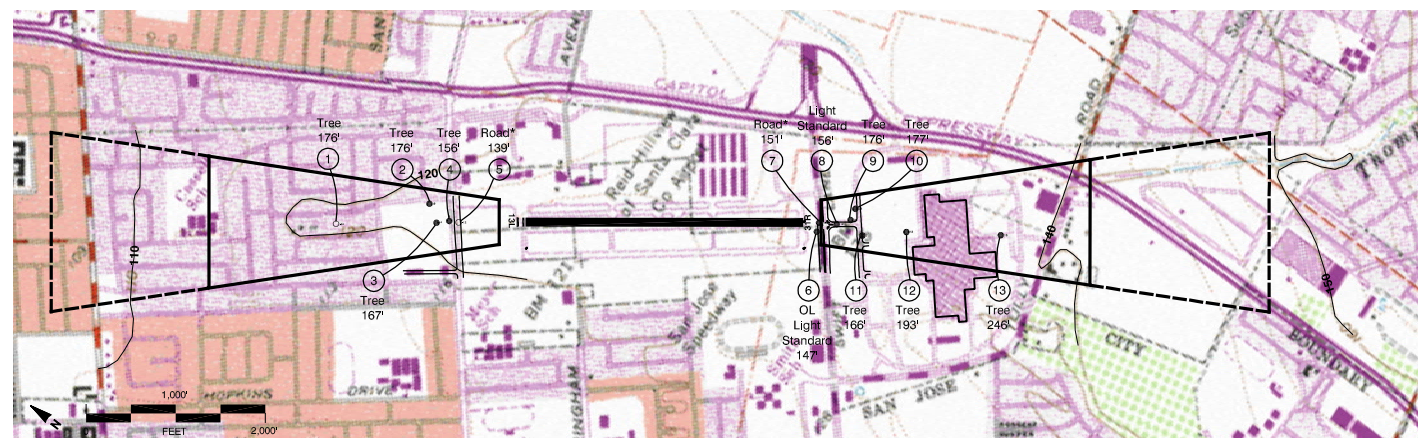 SAN
AVENUE
CAPITOL
EXPRESSWAY
ROAD
Tree
176'
1
Tree
176'
2
Tree
156'
4
Road*
139'
5
120
Reid-Hillview
of Santa Clara
Co Airport
Road*
151'
7
Light
Standard
156'
8
Tree
176'
9
Tree
177'
10
110
13L
31R
140
150
3
Tree
167'
BM 121
San Jose
Speedway
6
OL
Light
Standard
147'
11
Tree
166'
12
Tree
193'
13
Tree
246'
CITY
BOUNDARY
SAN JOSE
HOPKINS
DRIVE
N
1,000'
FEET
2,000'